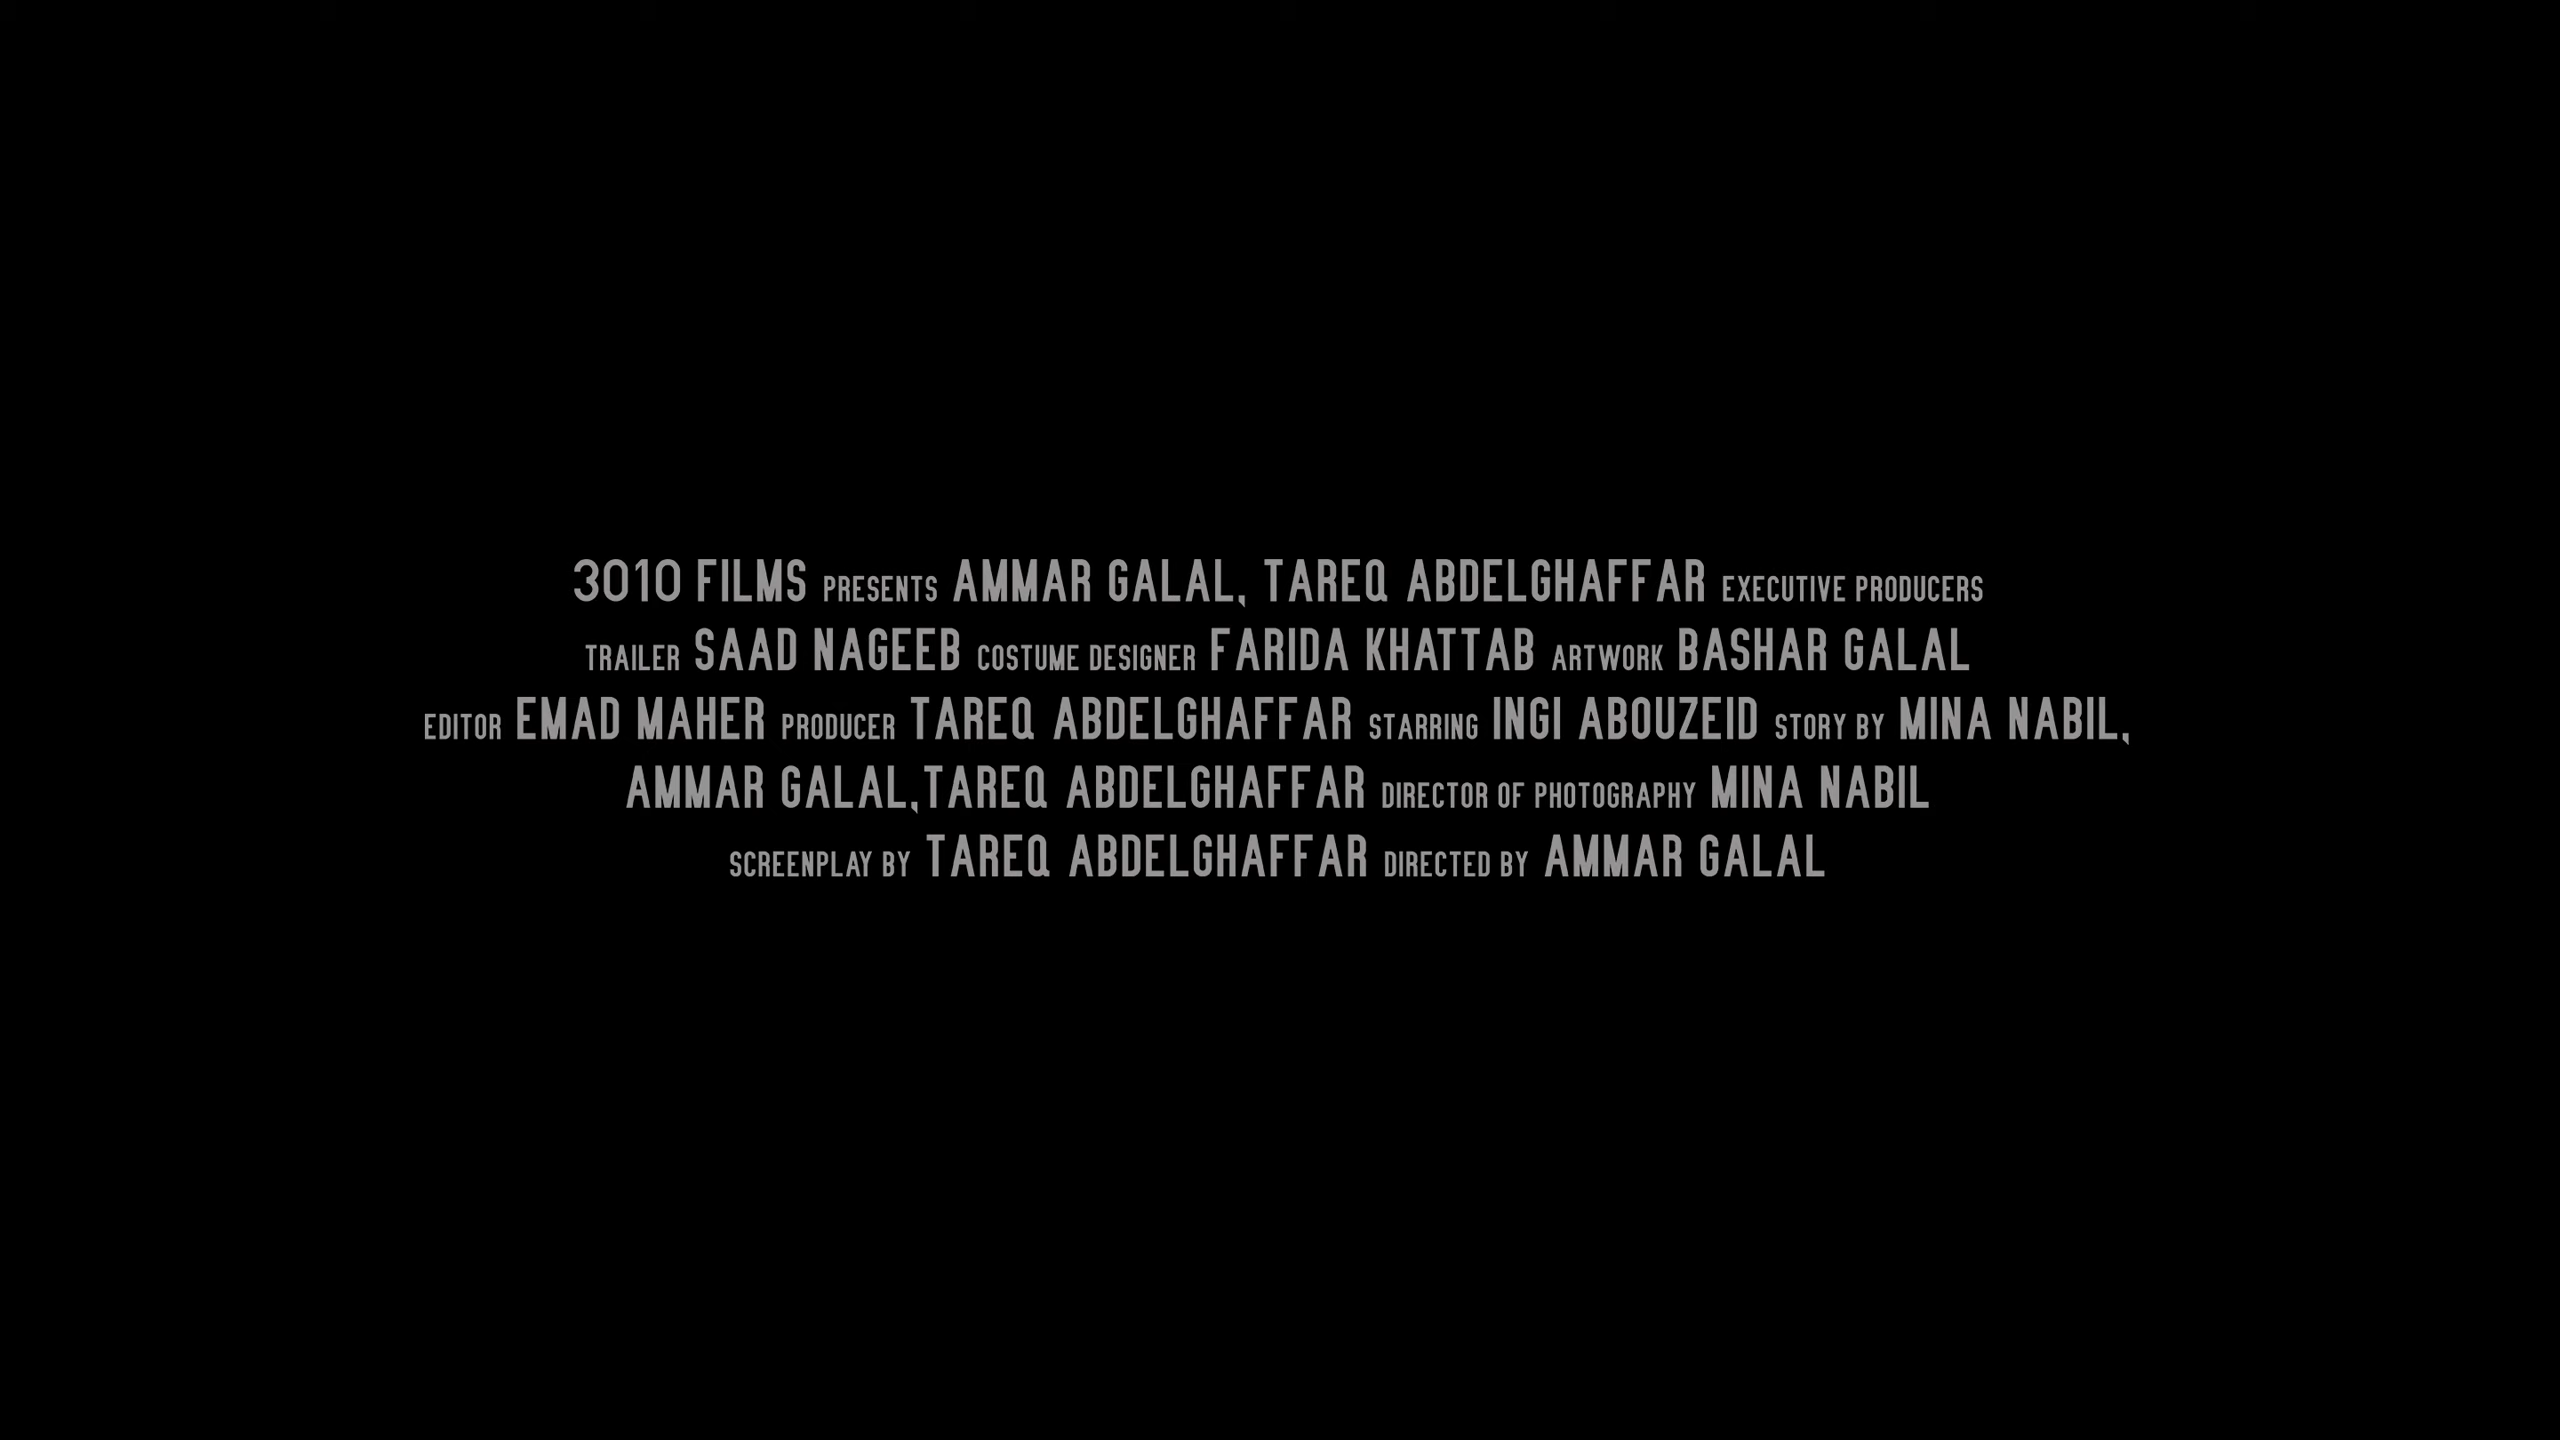 3010 FILMS PRESENTS AMMAR GALAL, TAREQ ABDELGHAFFAR EXECUTIVE PRODUCERS
TRAILER SAAD NAGEEB COSTUME DESIGNER FARIDA KHATTAB ARTWORK BASHAR GALAL
EDITOR EMAD MAHER PRODUCER TAREQ ABDELGHAFFAR STARRING INGI ABOUZEID STORY BY MINA NABIL,
AMMAR GALAL,TAREQ ABDELGHAFFAR DIRECTOR OF PHOTOGRAPHY MINA NABIL
SCREENPLAY BY TAREQ ABDELGHAFFAR DIRECTED BY AMMAR GALAL